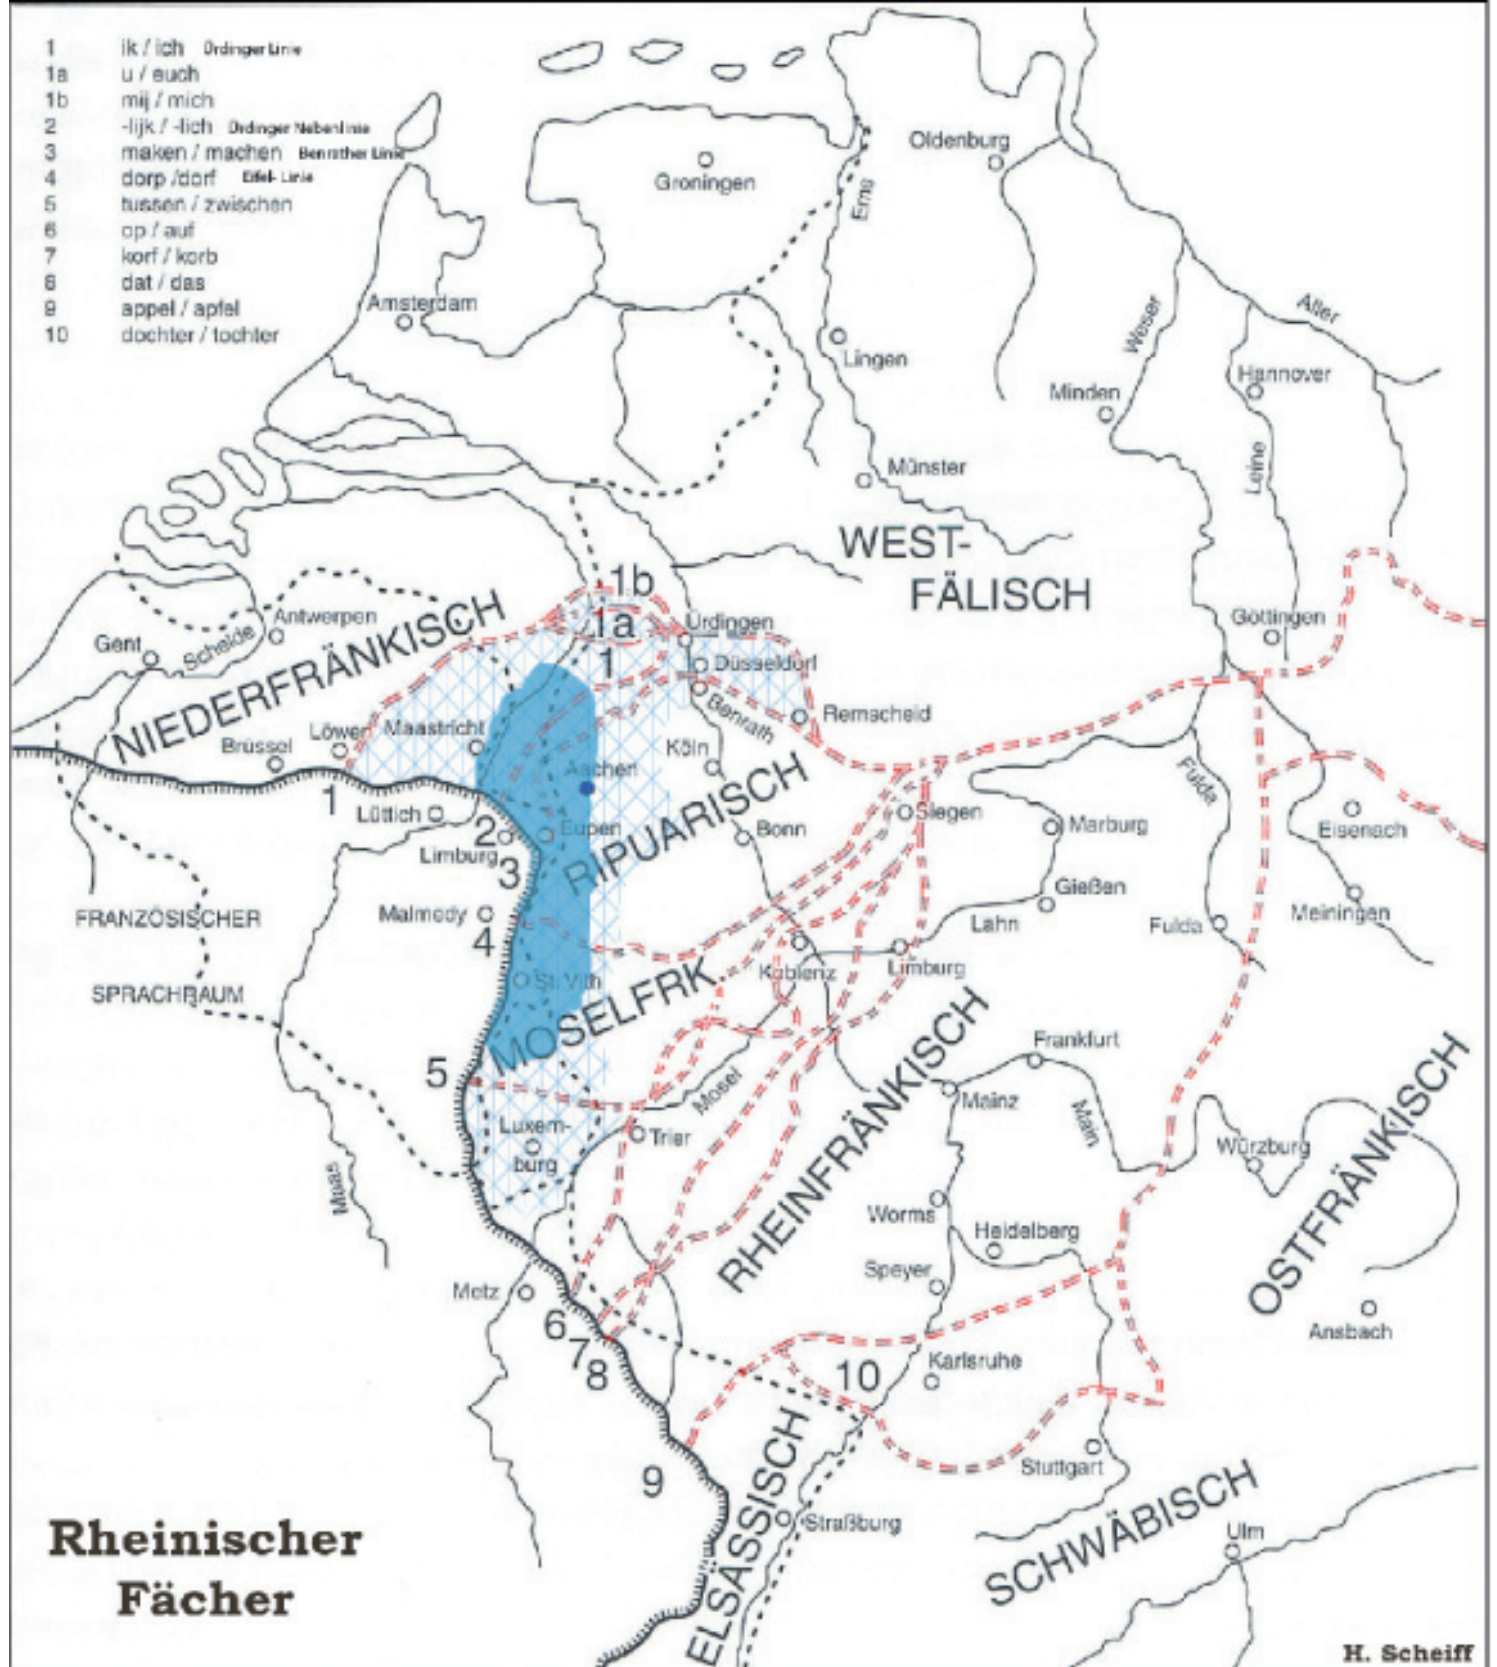 1 ik / ich Ürdinger Linie
1a u / euch
1b mij / mich
2 -lijk / -lich Ürdinger Nebenlinie
3 maken / machen Benrather Linie
4 dorp /dorf Eifel- Linie
5 tussen / zwischen
6 op / auf
7 korf / korb
8 dat / das
9 appel / apfel
10 dochter / tochter
Oldenburg
Groningen
Ems
Amsterdam
Weser
Aller
Lingen
Hannover
Minden
Leine
Münster
WEST-
FÄLISCH
1b
1a
1
Ürdingen
Göttingen
Antwerpen
Gent
Schelde
NIEDERFRÄNKISCH
Düsseldorf
Benrath
Remscheid
Löwen
Maastricht
Brüssel
Köln
Aachen
Fulda
1
Lüttich
2
Limburg
3
Eupen
RIPUARISCH
Bonn
Siegen
Marburg
Eisenach
Gießen
Malmedy
4
FRANZÖSISCHER
SPRACHRAUM
Lahn
Fulda
Meiningen
Koblenz
Limburg
St. Vith
MOSELFRK.
Frankfurt
5
Mosel
Mainz
Main
Luxem-
burg
Trier
Würzburg
Maas
RHEINFRÄNKISCH
OSTFRÄNKISCH
Worms
Heidelberg
Speyer
Metz
Ansbach
6
7
8
10
Karlsruhe
9
Stuttgart
ELSÄSSISCH
Straßburg
SCHWÄBISCH
Ulm
Rheinischer
Fächer
H. Scheiff